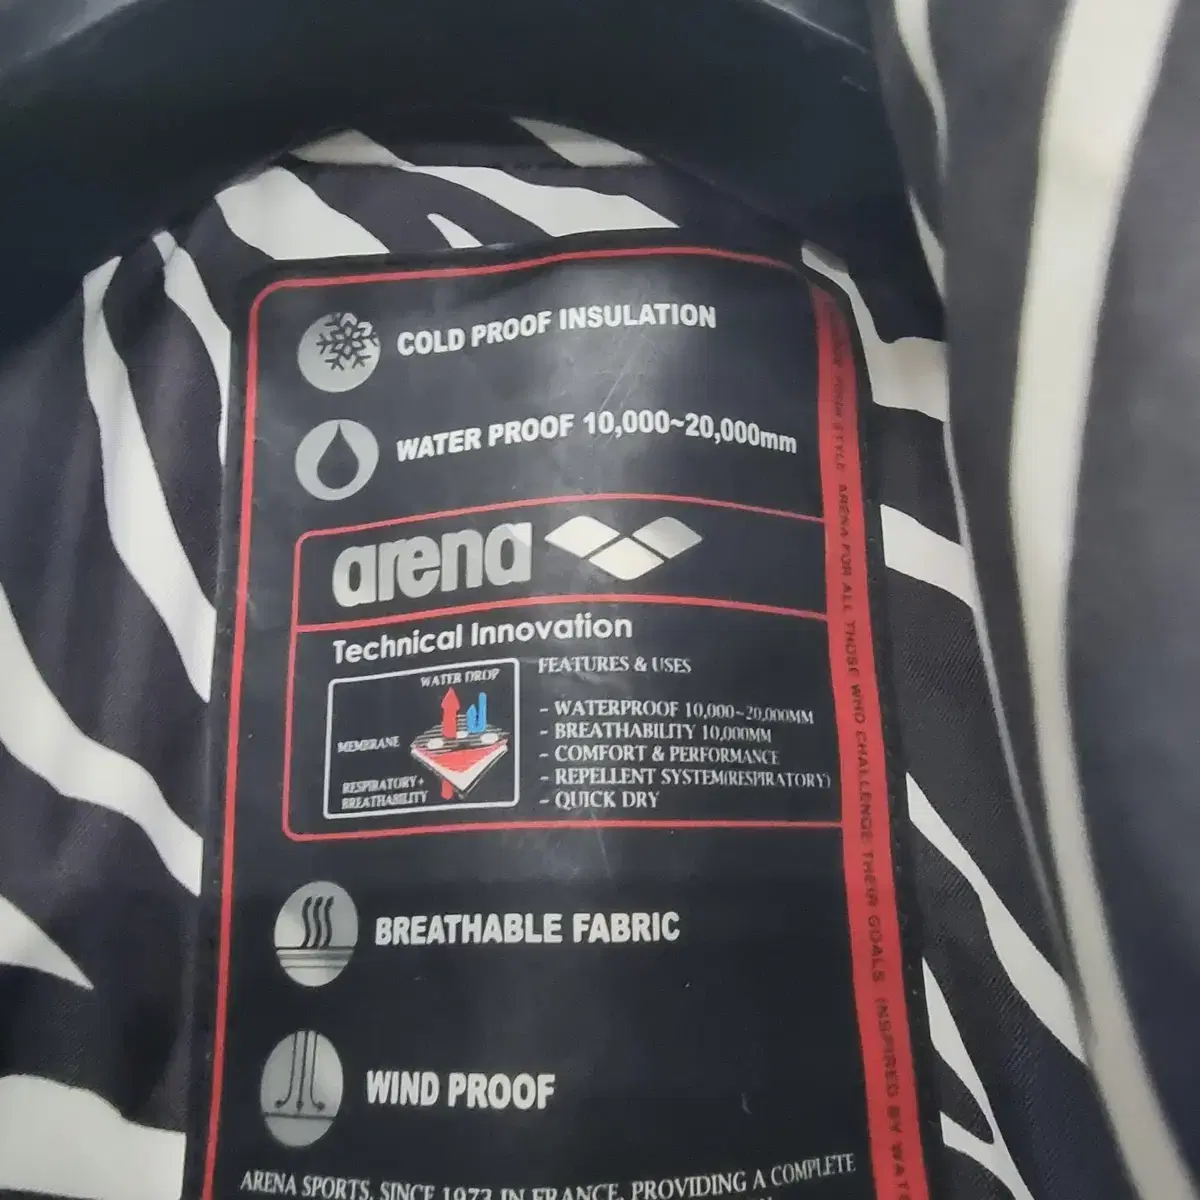 COLD PROOF INSULATION
WATER PROOF 10,000~20,000mm
arena
Technical Innovation
WATER DROP
MEMBRANE
RESPIRATORY+
BREATHABILITY
FEATURES & USES
- WATERPROOF 10,000~20,000MM
- BREATHABILITY 10,000MM
- COMFORT & PERFORMANCE
- REPELLENT SYSTEM(RESPIRATORY)
- QUICK DRY
BREATHABLE FABRIC
WIND PROOF
ARENA SPORTS, SINCE 1973 IN FRANCE, PROVIDING A COMPLETE
STYLE ARENA FOR ALL THOSE WHO CHALLENGE THEIR GOALS INSPIRED BY